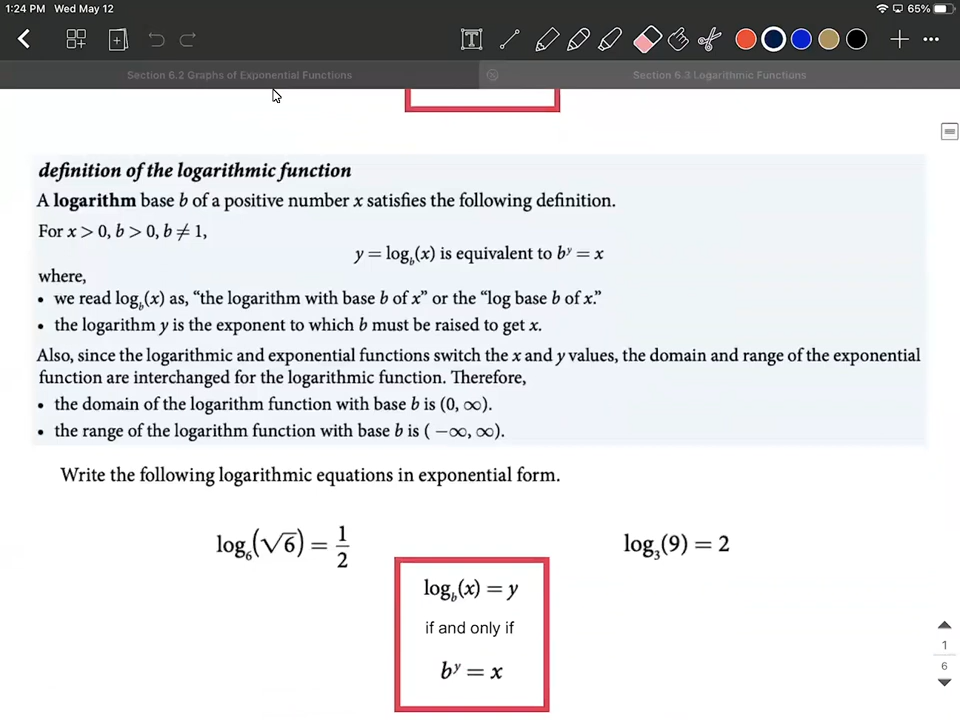 1:24 PM Wed May 12
65%
Section 6.2 Graphs of Exponential Functions
Section 6.3 Logarithmic Functions
definition of the logarithmic function
A logarithm base b of a positive number x satisfies the following definition.
For x > 0, b > 0, b ≠ 1,
y = log_b(x) is equivalent to b^y = x
where,
• we read log_b(x) as, “the logarithm with base b of x” or the “log base b of x.”
• the logarithm y is the exponent to which b must be raised to get x.
Also, since the logarithmic and exponential functions switch the x and y values, the domain and range of the exponential
function are interchanged for the logarithmic function. Therefore,
• the domain of the logarithm function with base b is (0, ∞).
• the range of the logarithm function with base b is ( −∞, ∞).
Write the following logarithmic equations in exponential form.
log₆(√6) = 1/2
log₃(9) = 2
log_b(x) = y
if and only if
b^y = x
1
6